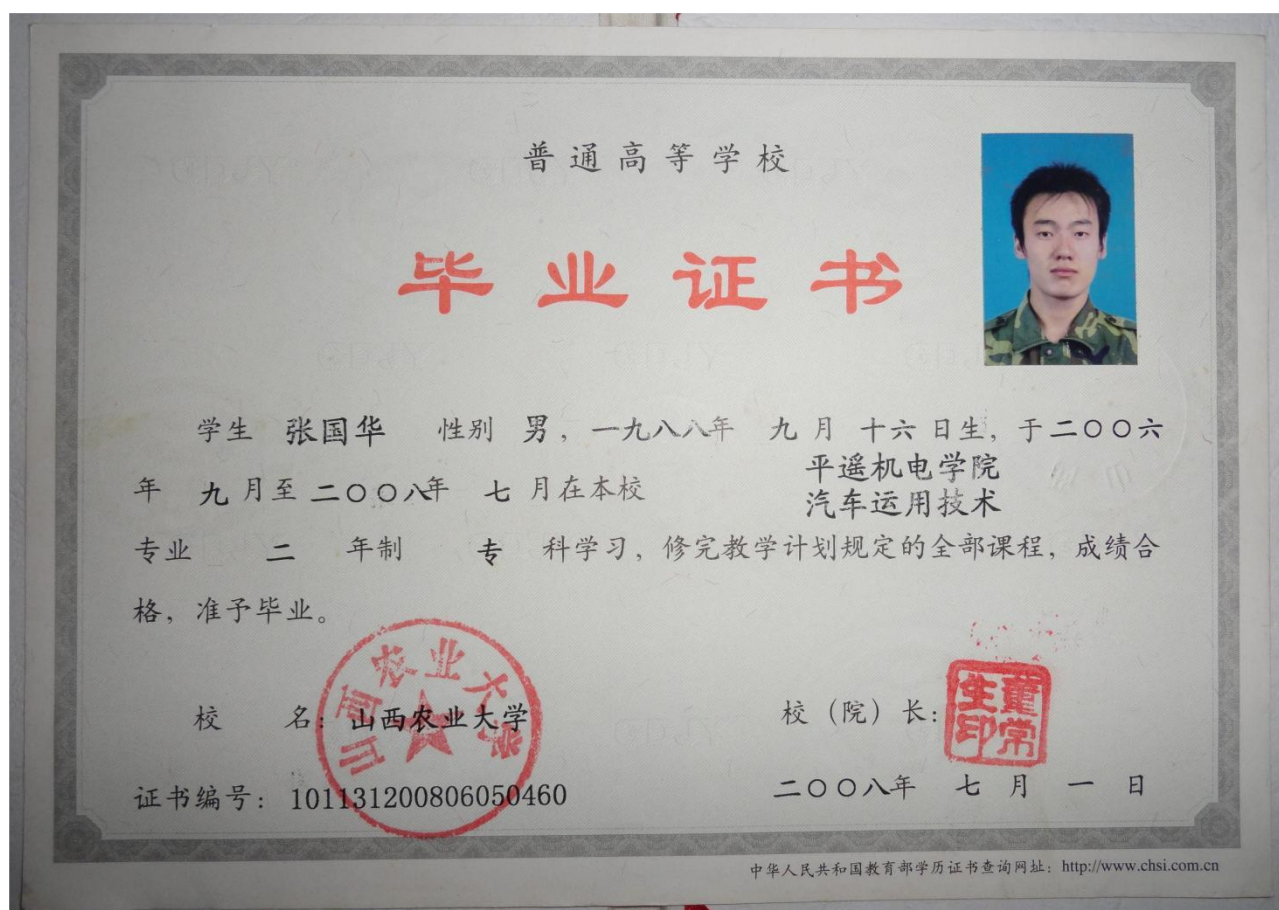 普通高等学校
毕业证书
学生 张国华 性别 男，一九八八年 九 月 十六 日生，于二〇〇六
年 九 月至二〇〇八年 七 月在本校 平遥机电学院
汽车运用技术
专业 二 年制 专 科学习，修完教学计划规定的全部课程，成绩合
格，准予毕业。
校 名：山西农业大学
山西农业大学
校（院）长：
董常生印
证书编号：101131200806050460
二〇〇八年 七 月 一 日
中华人民共和国教育部学历证书查询网址：http://www.chsi.com.cn